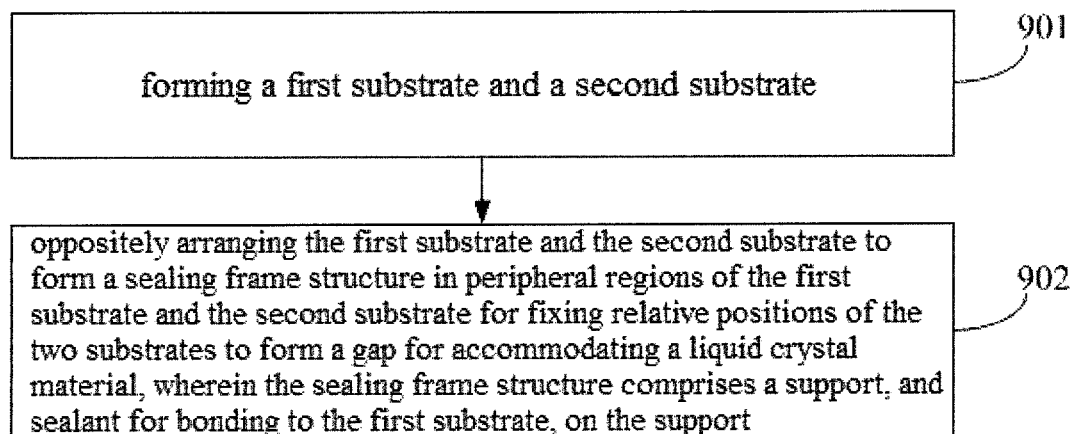 901
forming a first substrate and a second substrate
oppositely arranging the first substrate and the second substrate to
form a sealing frame structure in peripheral regions of the first
substrate and the second substrate for fixing relative positions of the
two substrates to form a gap for accommodating a liquid crystal
material, wherein the sealing frame structure comprises a support, and
sealant for bonding to the first substrate, on the support
902